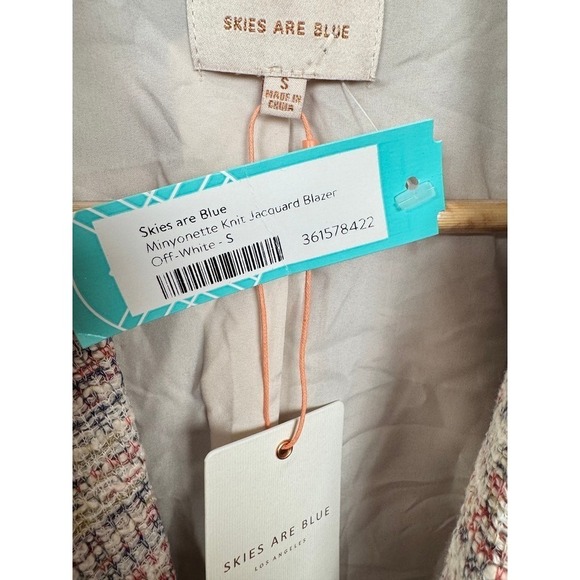 SKIES ARE BLUE
S
MADE IN
CHINA
Skies are Blue
Minyonette Knit Jacquard Blazer
Off-White - S
361578422
SKIES ARE BLUE
LOS ANGELES